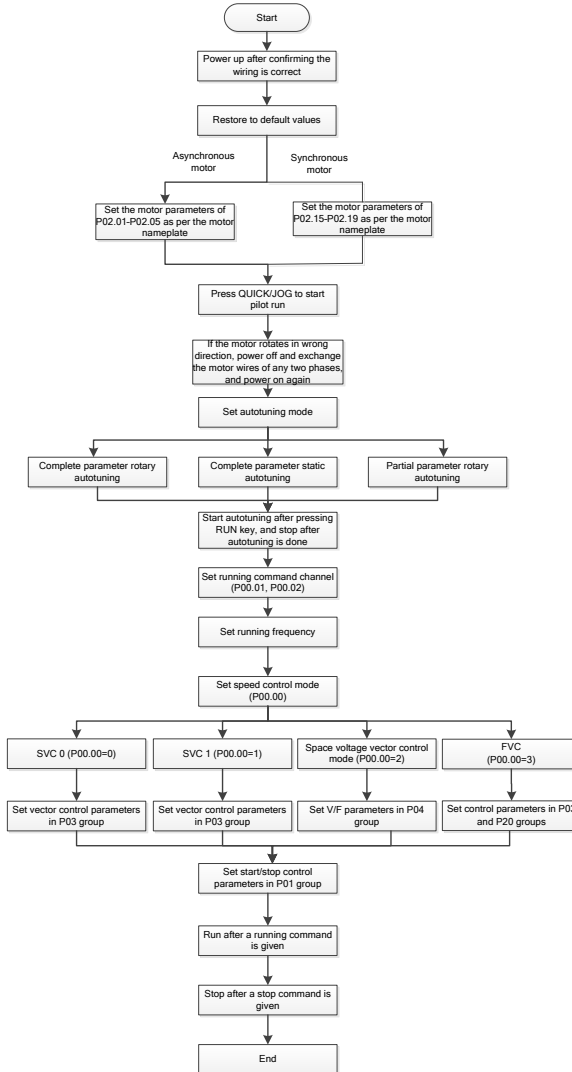 Start
Power up after confirming the
wiring is correct
Restore to default values
Asynchronous
motor
Synchronous
motor
Set the motor parameters of
P02.01-P02.05 as per the motor
nameplate
Set the motor parameters of
P02.15-P02.19 as per the motor
nameplate
Press QUICK/JOG to start
pilot run
If the motor rotates in wrong
direction, power off and exchange
the motor wires of any two phases,
and power on again
Set autotuning mode
Complete parameter rotary
autotuning
Complete parameter static
autotuning
Partial parameter rotary
autotuning
Start autotuning after pressing
RUN key, and stop after
autotuning is done
Set running command channel
(P00.01, P00.02)
Set running frequency
Set speed control mode
(P00.00)
SVC 0 (P00.00=0)
SVC 1 (P00.00=1)
Space voltage vector control
mode (P00.00=2)
FVC
(P00.00=3)
Set vector control parameters
in P03 group
Set vector control parameters
in P03 group
Set V/F parameters in P04
group
Set control parameters in P03
and P20 groups
Set start/stop control
parameters in P01 group
Run after a running command
is given
Stop after a stop command is
given
End